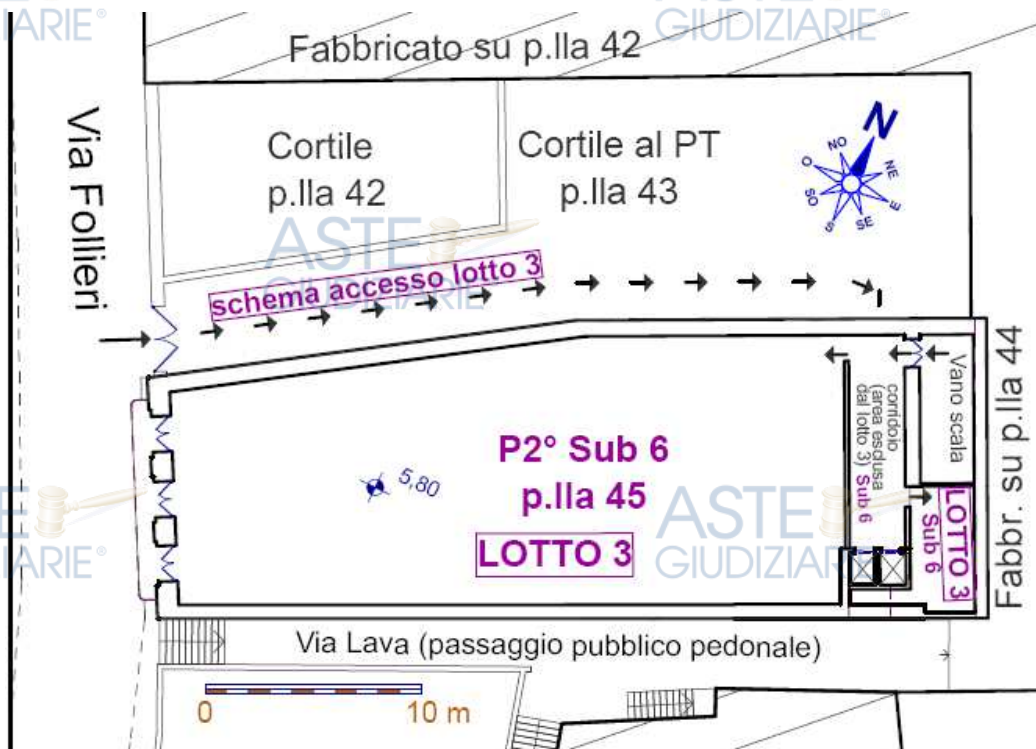 ARIE
GIUDIZIARIE®
Fabbricato su p.lla 42
Via Follieri
Cortile
p.lla 42
Cortile al PT
p.lla 43
N
NO
NE
O
E
SO
SE
S
ASTE
GIUDIZIARIE
schema accesso lotto 3
Vano scala
corridoio
(area esclusa
dal lotto 3) Sub 6
Fabbr. su p.lla 44
P2° Sub 6
p.lla 45
LOTTO 3
5,80
LOTTO 3
Sub 6
E
IARIE®
ASTE
GIUDIZIARIE
Via Lava (passaggio pubblico pedonale)
0
10 m